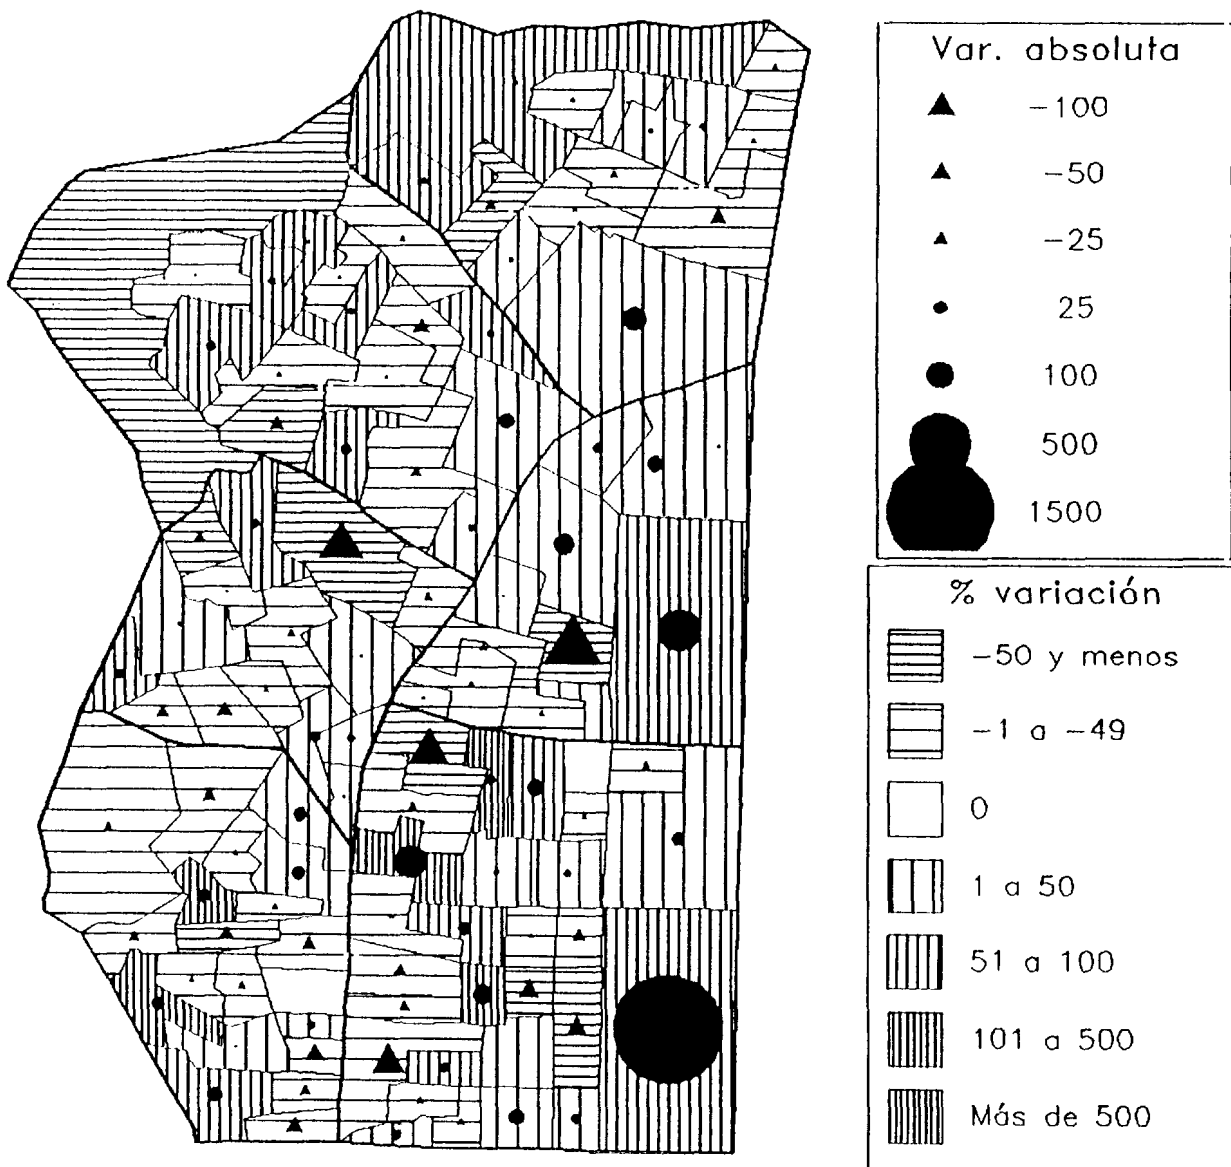 Var. absoluta
-100
-50
-25
25
100
500
1500
% variación
-50 y menos
-1 a -49
0
1 a 50
51 a 100
101 a 500
Más de 500